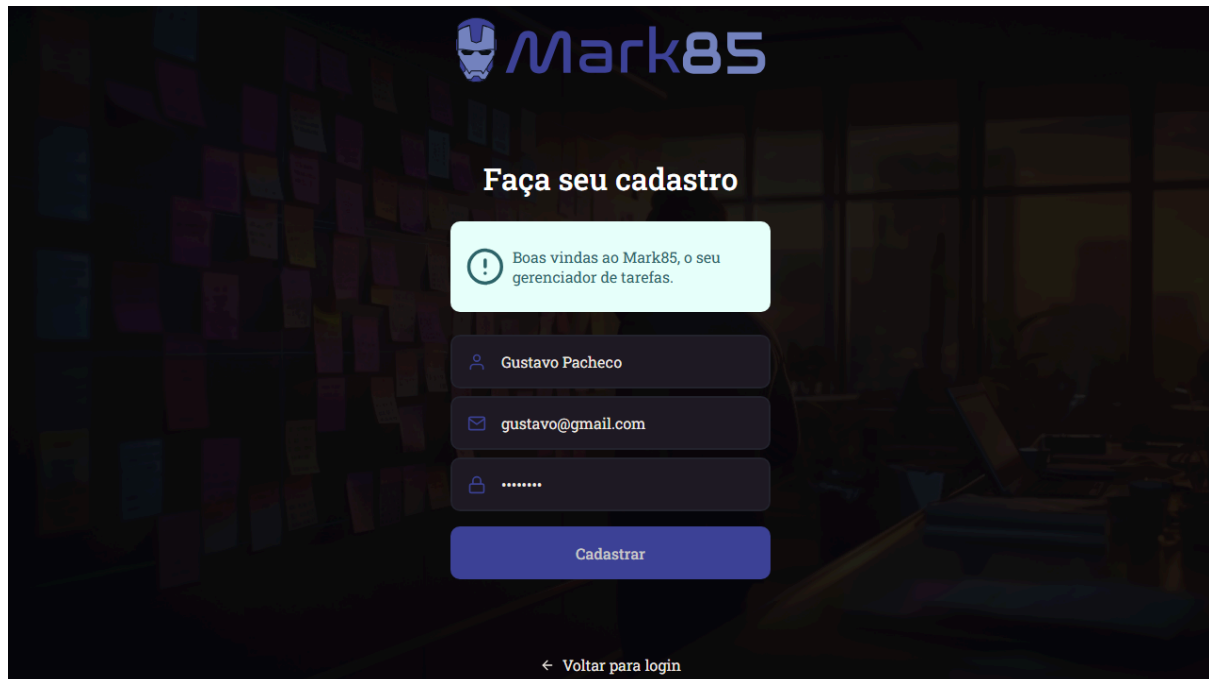 Mark85
Faça seu cadastro
Boas vindas ao Mark85, o seu
gerenciador de tarefas.
Gustavo Pacheco
gustavo@gmail.com
••••••••
Cadastrar
← Voltar para login